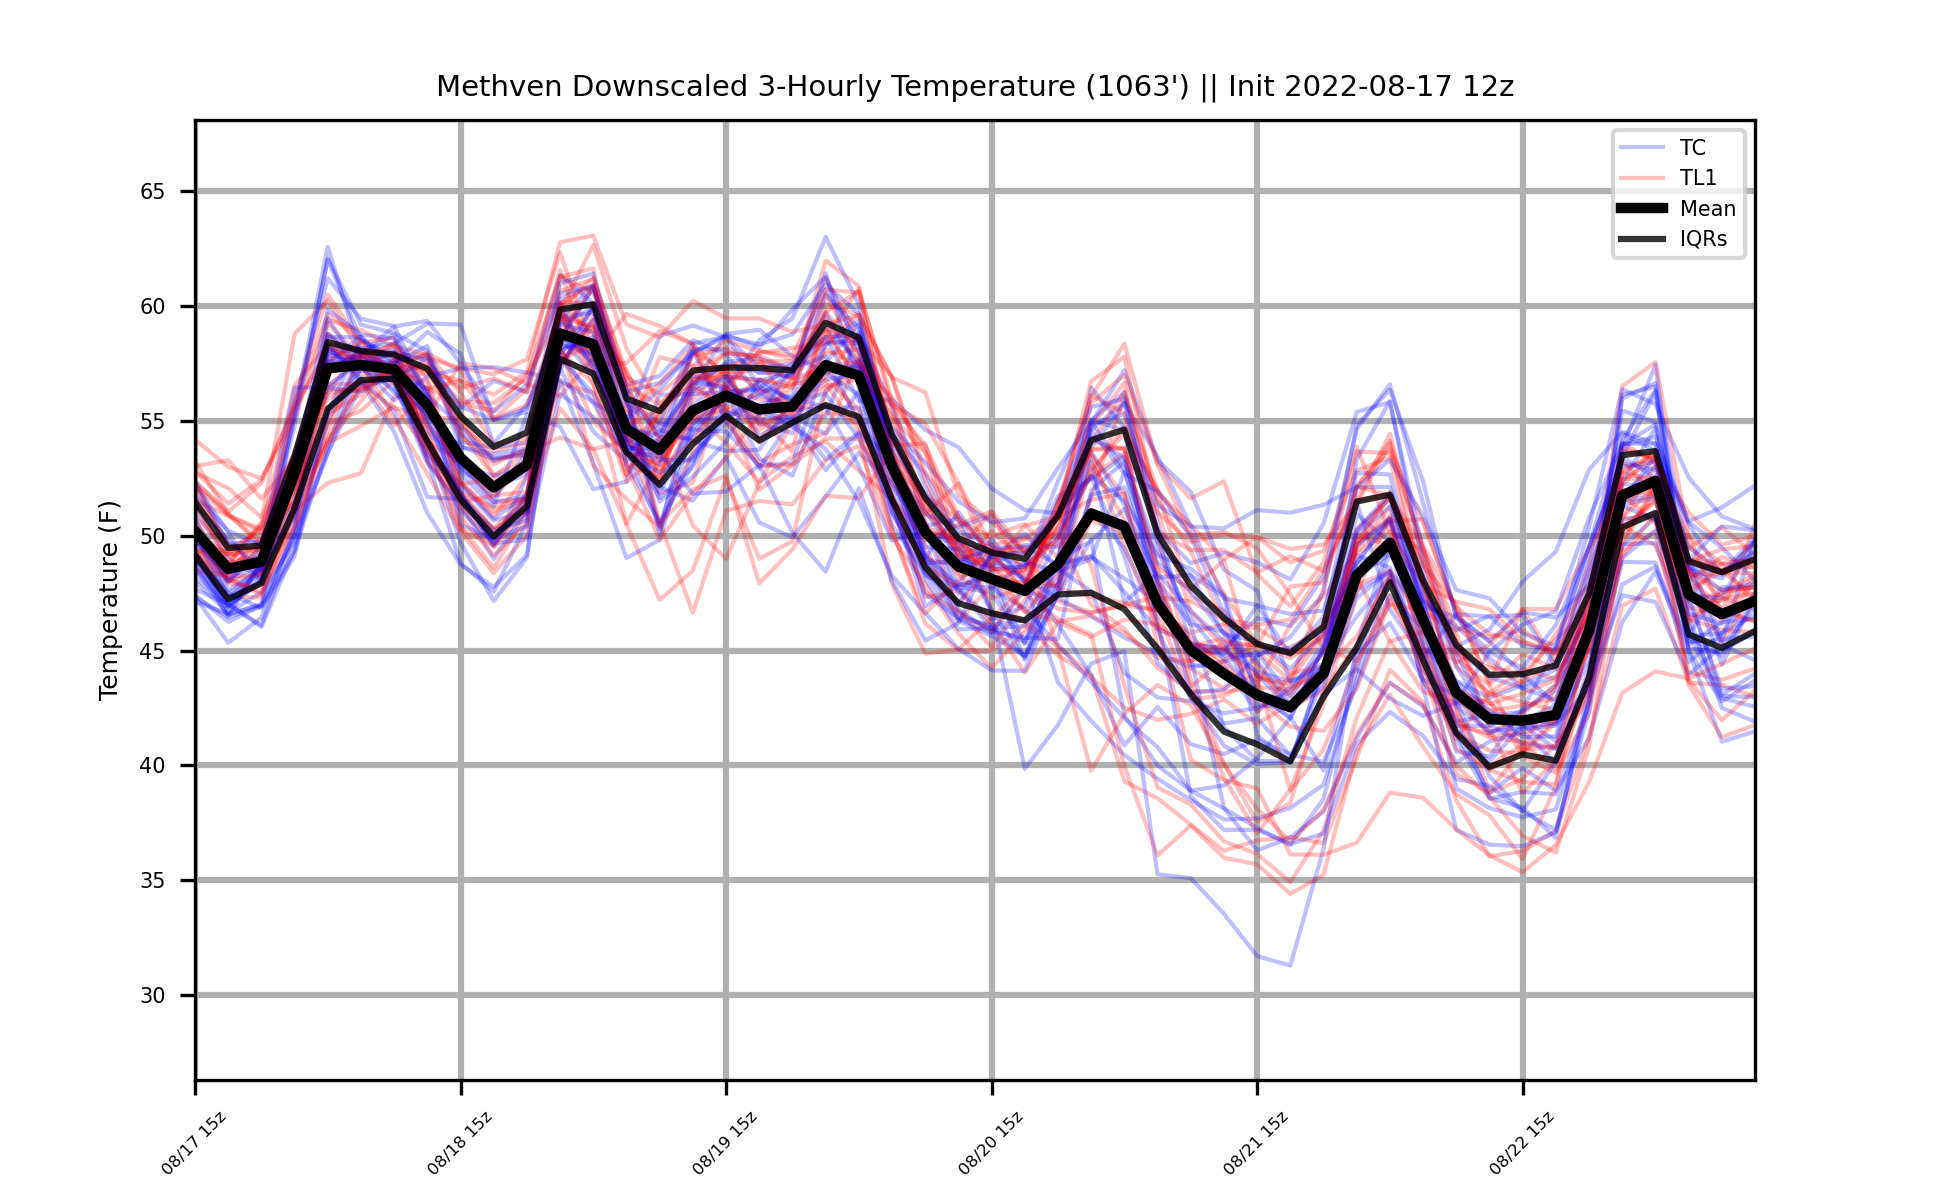 Methven Downscaled 3-Hourly Temperature (1063') || Init 2022-08-17 12z
TC
TL1
Mean
IQRs
Temperature (F)
65
60
55
50
45
40
35
30
08/17 15z
08/18 15z
08/19 15z
08/20 15z
08/21 15z
08/22 15z